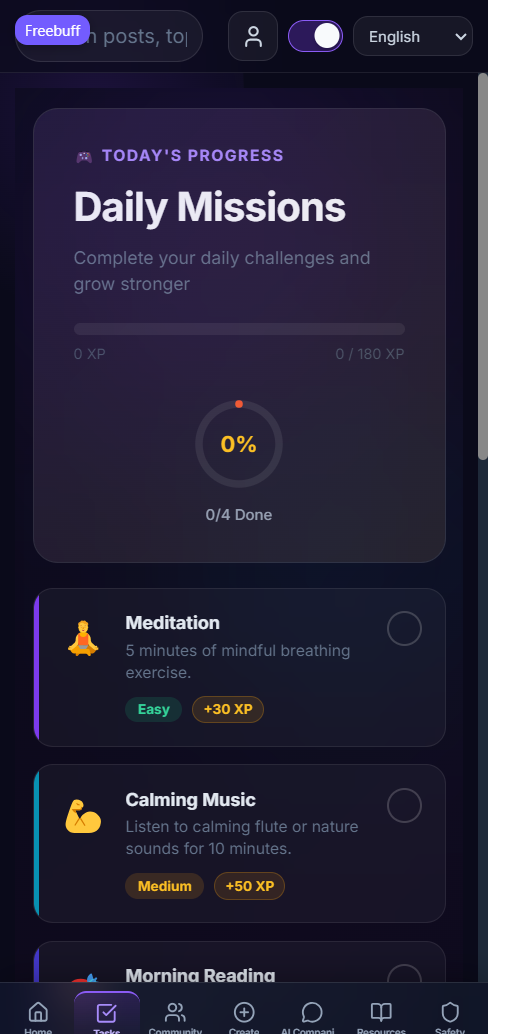 Freebuff
posts, to
English
TODAY'S PROGRESS
Daily Missions
Complete your daily challenges and
grow stronger
0 XP
0 / 180 XP
0%
0/4 Done
Meditation
5 minutes of mindful breathing
exercise.
Easy
+30 XP
Calming Music
Listen to calming flute or nature
sounds for 10 minutes.
Medium
+50 XP
Morning Reading
Home
Tasks
Community
Create
AI Compani
Resources
Safety